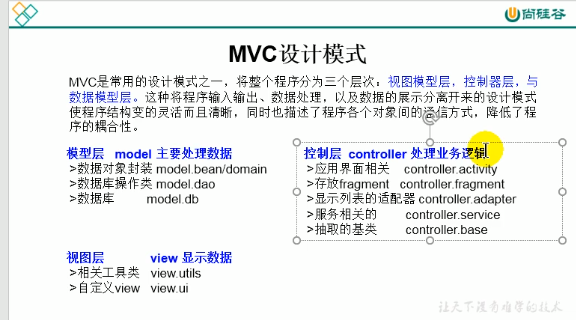 尚硅谷
MVC设计模式
MVC是常用的设计模式之一，将整个程序分为三个层次：视图模型层，控制器层，与
数据模型层。这种将程序输入输出、数据处理，以及数据的展示分离开来的设计模式
使程序结构变的灵活而且清晰，同时也描述了程序各个对象间的通信方式，降低了程
序的耦合性。
模型层 model 主要处理数据
>数据对象封装 model.bean/domain
>数据库操作类 model.dao
>数据库 model.db
控制层 controller 处理业务逻辑
>应用界面相关 controller.activity
>存放fragment controller.fragment
>显示列表的适配器 controller.adapter
>服务相关的 controller.service
>抽取的基类 controller.base
视图层 view 显示数据
>相关工具类 view.utils
>自定义view view.ui
让天下没有难学的技术